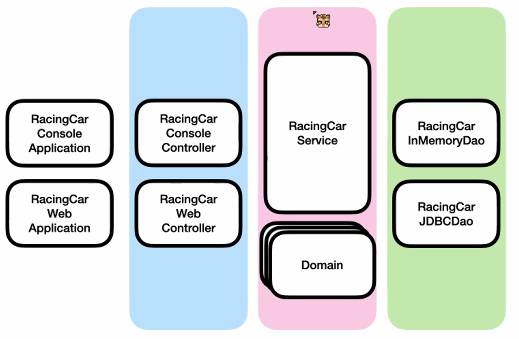 RacingCar
Console
Application
RacingCar
Console
Controller
RacingCar
Service
RacingCar
InMemoryDao
RacingCar
Web
Application
RacingCar
Web
Controller
RacingCar
JDBCDao
Domain